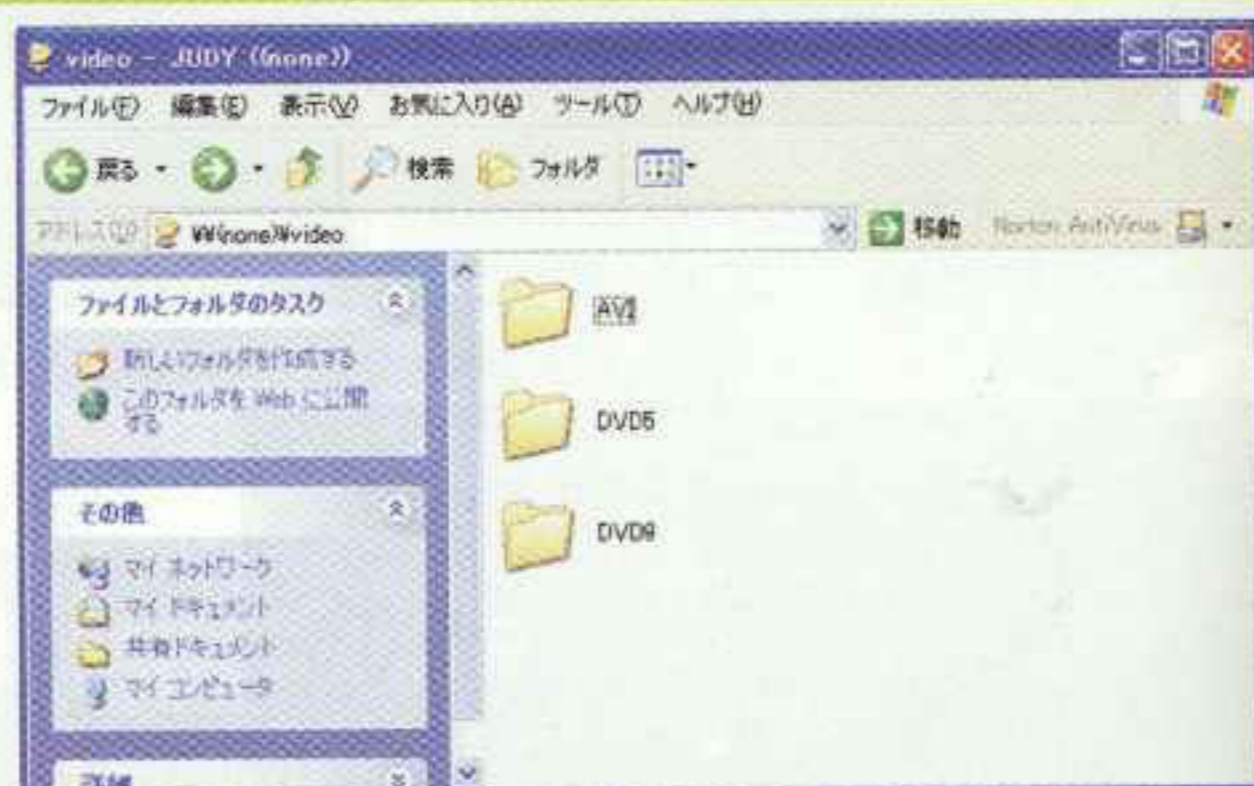 video - JUDY ((none))
ファイル(F) 編集(E) 表示(V) お気に入り(A) ツール(T) ヘルプ(H)
戻る 検索 フォルダ
アドレス(D) ¥¥(none)¥video 移動 Norton AntiVirus
ファイルとフォルダのタスク
新しいフォルダを作成する
このフォルダを Web に公開
する
その他
マイ ネットワーク
マイ ドキュメント
共有ドキュメント
マイ コンピュータ
詳細
AVI
DVD5
DVD9